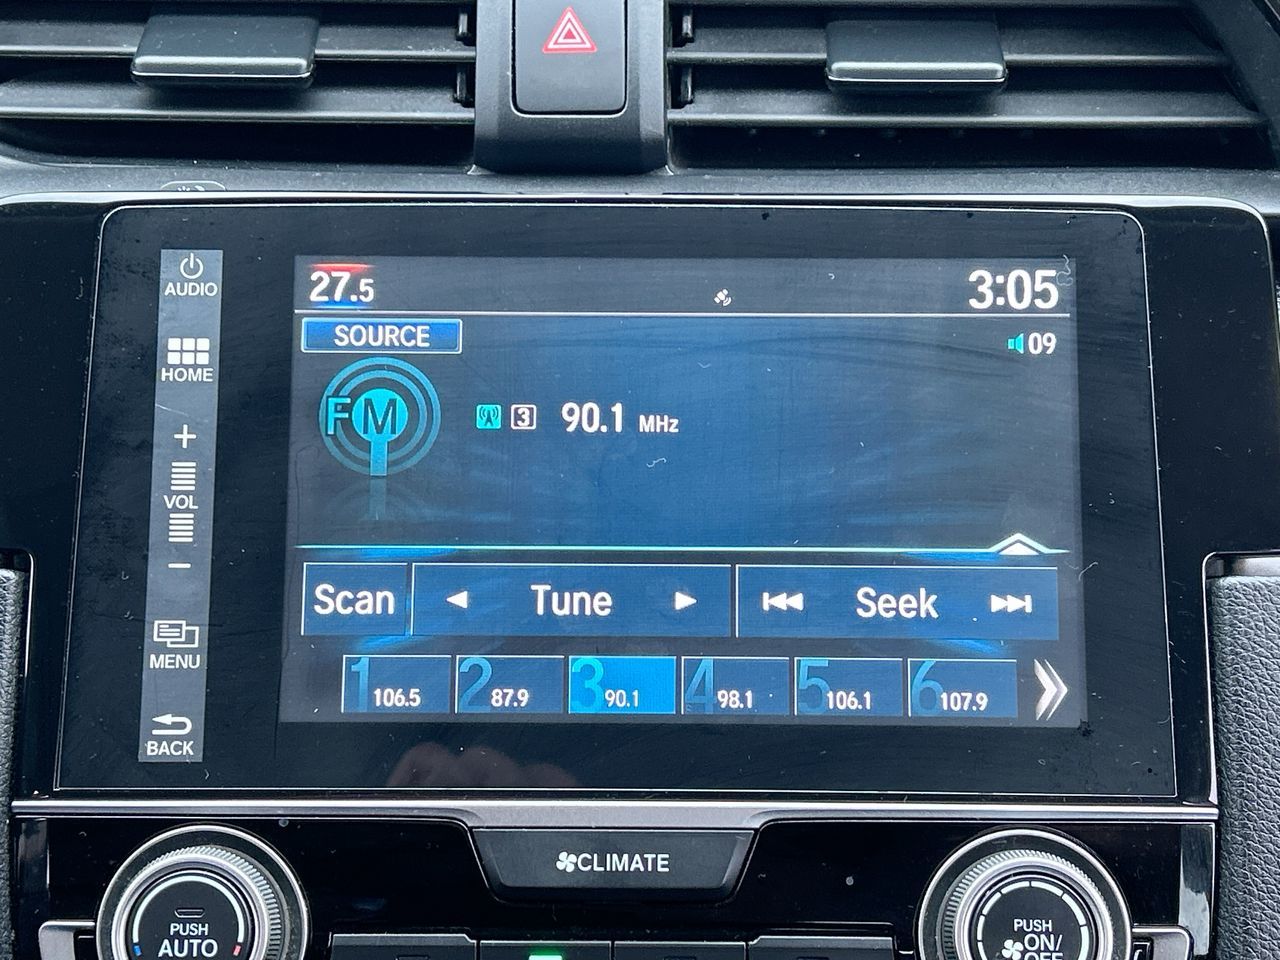 AUDIO
HOME
+
VOL
−
MENU
BACK
27.5
3:05
SOURCE
09
FM
3 90.1 MHz
Scan
Tune
Seek
1 106.5
2 87.9
3 90.1
4 98.1
5 106.1
6 107.9
CLIMATE
PUSH
AUTO
PUSH
ON/
OFF